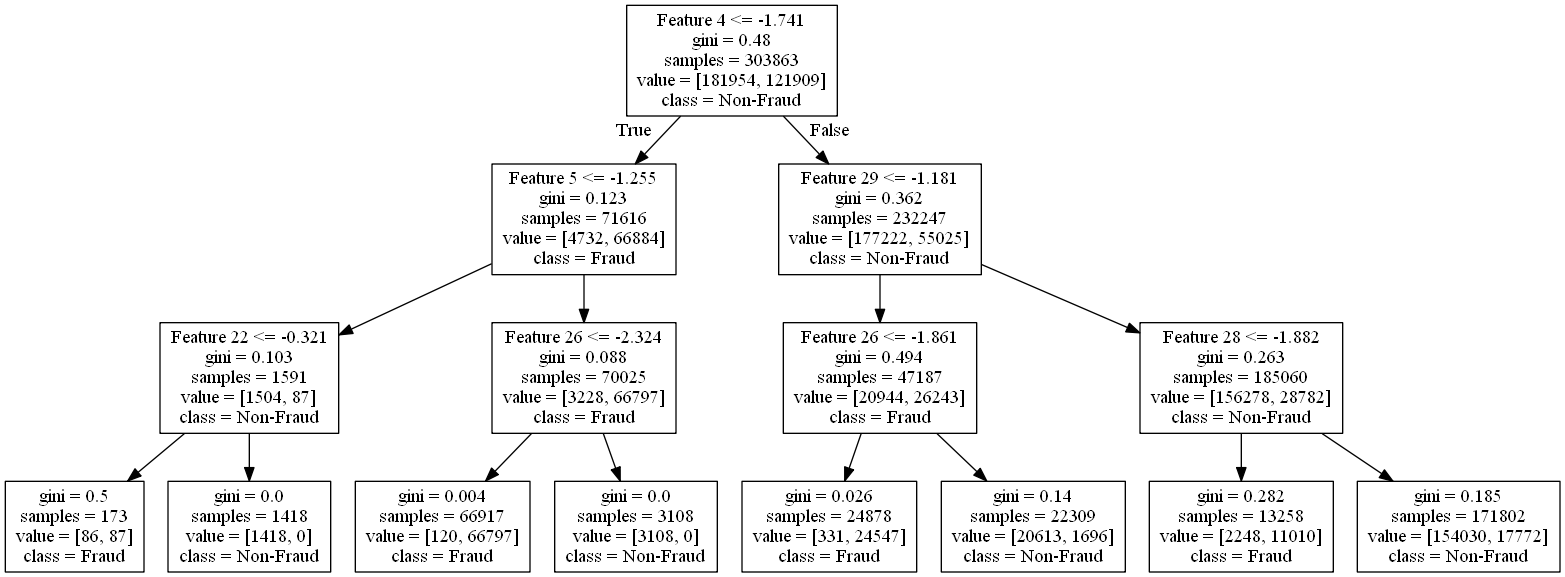 Feature 4 <= -1.741
gini = 0.48
samples = 303863
value = [181954, 121909]
class = Non-Fraud
True
False
Feature 5 <= -1.255
gini = 0.123
samples = 71616
value = [4732, 66884]
class = Fraud
Feature 29 <= -1.181
gini = 0.362
samples = 232247
value = [177222, 55025]
class = Non-Fraud
Feature 22 <= -0.321
gini = 0.103
samples = 1591
value = [1504, 87]
class = Non-Fraud
Feature 26 <= -2.324
gini = 0.088
samples = 70025
value = [3228, 66797]
class = Fraud
Feature 26 <= -1.861
gini = 0.494
samples = 47187
value = [20944, 26243]
class = Fraud
Feature 28 <= -1.882
gini = 0.263
samples = 185060
value = [156278, 28782]
class = Non-Fraud
gini = 0.5
samples = 173
value = [86, 87]
class = Fraud
gini = 0.0
samples = 1418
value = [1418, 0]
class = Non-Fraud
gini = 0.004
samples = 66917
value = [120, 66797]
class = Fraud
gini = 0.0
samples = 3108
value = [3108, 0]
class = Non-Fraud
gini = 0.026
samples = 24878
value = [331, 24547]
class = Fraud
gini = 0.14
samples = 22309
value = [20613, 1696]
class = Non-Fraud
gini = 0.282
samples = 13258
value = [2248, 11010]
class = Fraud
gini = 0.185
samples = 171802
value = [154030, 17772]
class = Non-Fraud